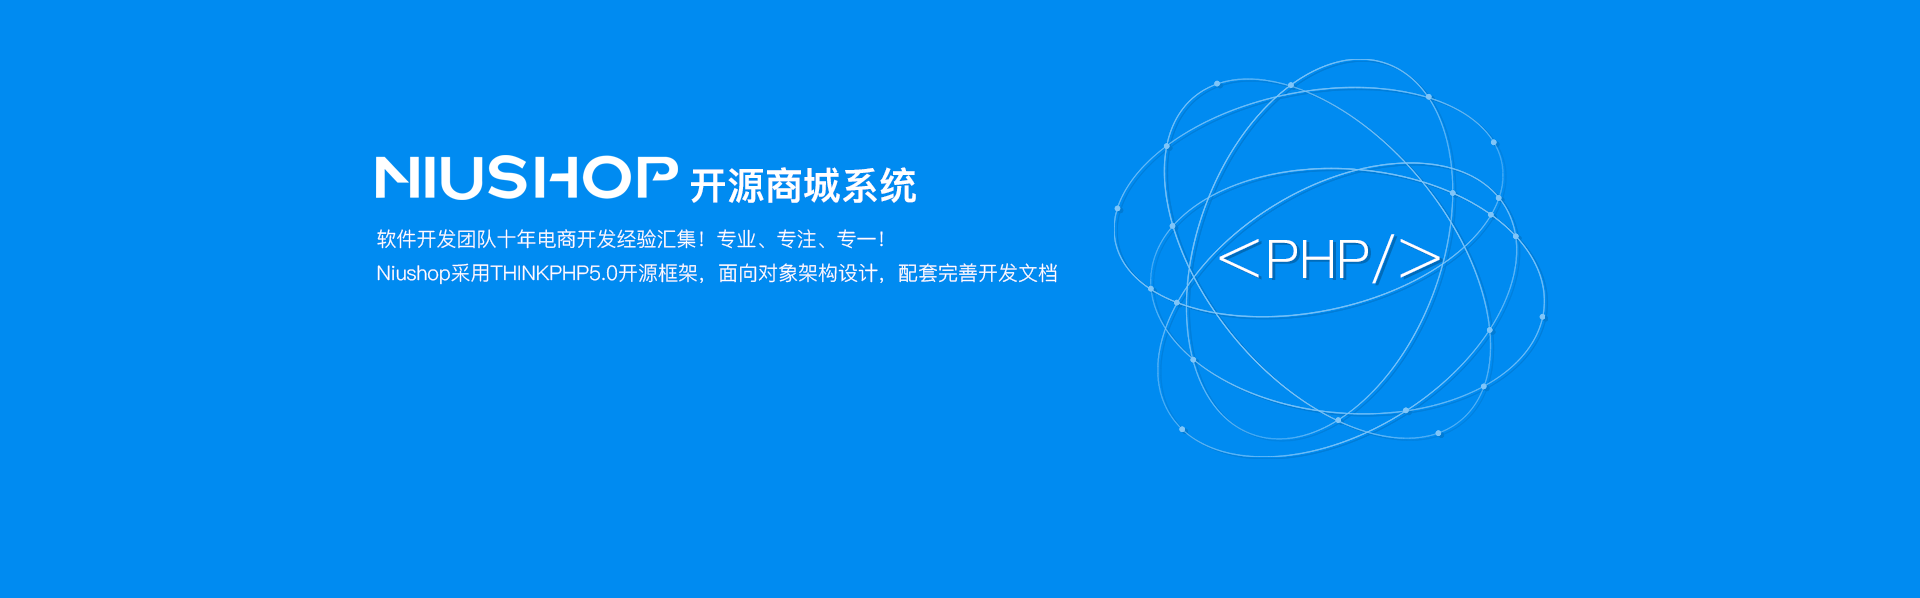 NIUSHOP 开源商城系统
软件开发团队十年电商开发经验汇集！专业、专注、专一！
Niushop采用THINKPHP5.0开源框架，面向对象架构设计，配套完善开发文档
<PHP/>